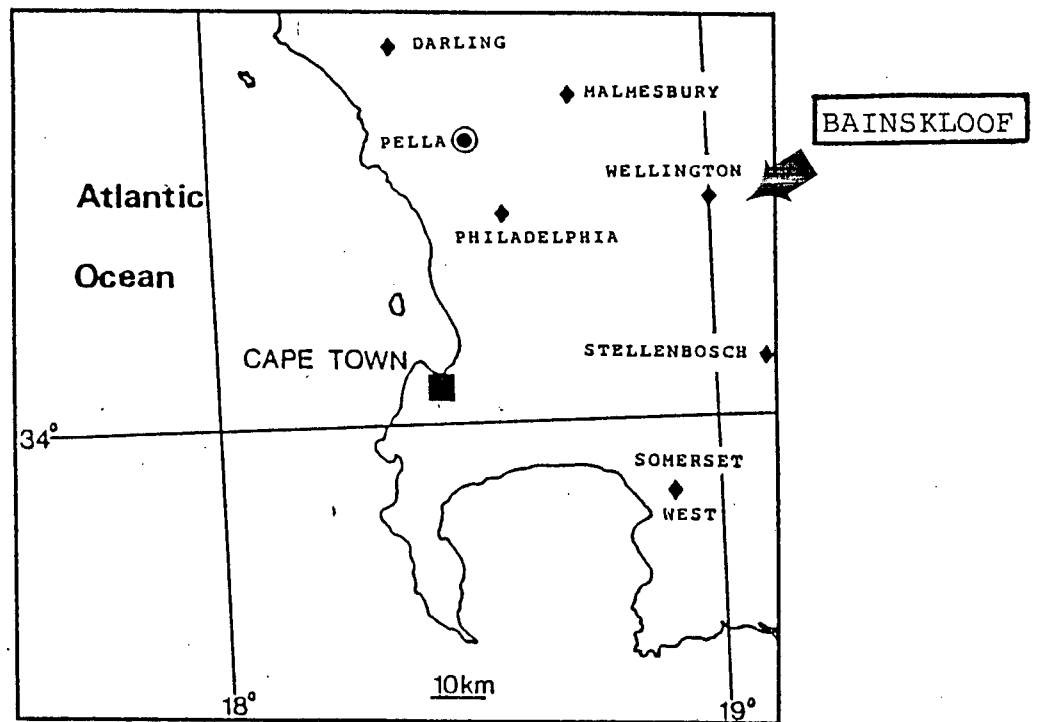 DARLING
MALMESBURY
BAINSKLOOF
PELLA
WELLINGTON
Atlantic
Ocean
PHILADELPHIA
CAPE TOWN
STELLENBOSCH
34°
SOMERSET
WEST
10km
18°
19°